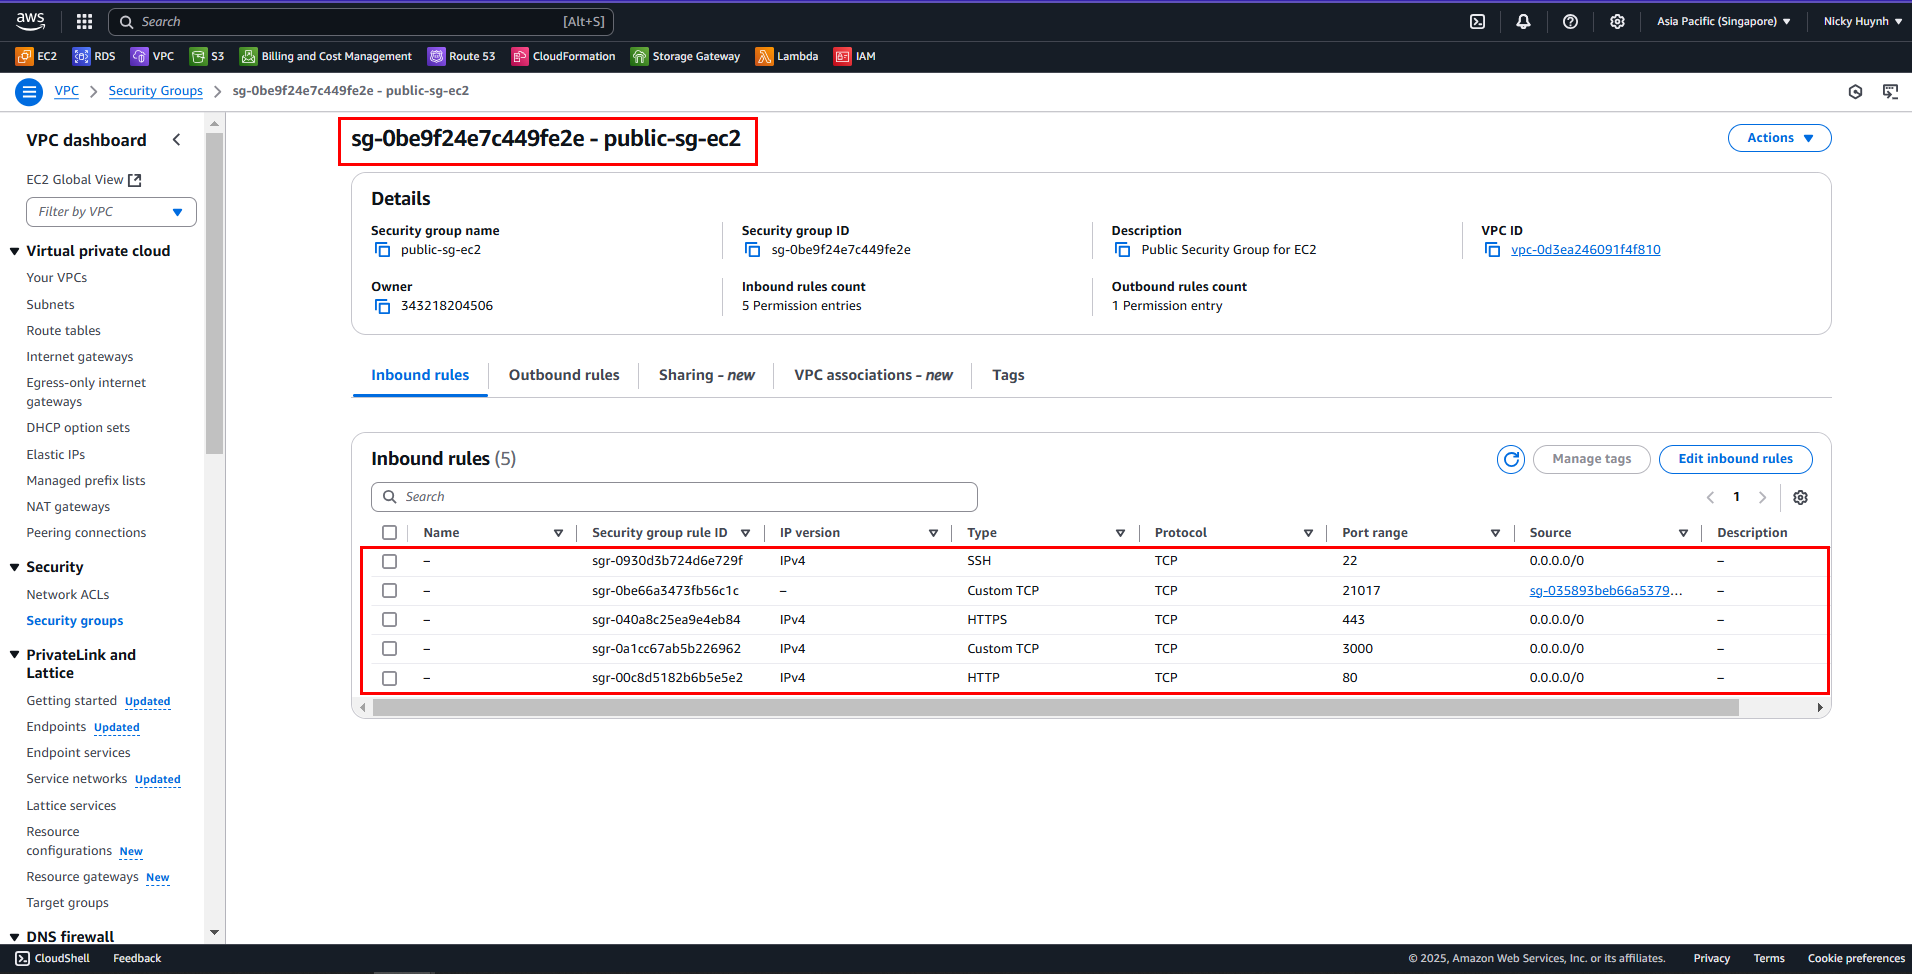 aws
Search [Alt+S]
Asia Pacific (Singapore)
Nicky Huynh
EC2 RDS VPC S3 Billing and Cost Management Route 53 CloudFormation Storage Gateway Lambda IAM
VPC
Security Groups
sg-0be9f24e7c449fe2e - public-sg-ec2
VPC dashboard
EC2 Global View
Filter by VPC
Virtual private cloud
Your VPCs
Subnets
Route tables
Internet gateways
Egress-only internet
gateways
DHCP option sets
Elastic IPs
Managed prefix lists
NAT gateways
Peering connections
Security
Network ACLs
Security groups
PrivateLink and
Lattice
Getting started Updated
Endpoints Updated
Endpoint services
Service networks Updated
Lattice services
Resource
configurations New
Resource gateways New
Target groups
DNS firewall
sg-0be9f24e7c449fe2e - public-sg-ec2
Actions
Details
Security group name
public-sg-ec2
Security group ID
sg-0be9f24e7c449fe2e
Description
Public Security Group for EC2
VPC ID
vpc-0d3ea246091f4f810
Owner
343218204506
Inbound rules count
5 Permission entries
Outbound rules count
1 Permission entry
Inbound rules
Outbound rules
Sharing - new
VPC associations - new
Tags
Inbound rules (5)
Manage tags
Edit inbound rules
Search
1
Name Security group rule ID IP version Type Protocol Port range Source Description
– sgr-0930d3b724d6e729f IPv4 SSH TCP 22 0.0.0.0/0 –
– sgr-0be66a3473fb56c1c – Custom TCP TCP 21017 sg-035893beb66a5379... –
– sgr-040a8c25ea9e4eb84 IPv4 HTTPS TCP 443 0.0.0.0/0 –
– sgr-0a1cc67ab5b226962 IPv4 Custom TCP TCP 3000 0.0.0.0/0 –
– sgr-00c8d5182b6b5e5e2 IPv4 HTTP TCP 80 0.0.0.0/0 –
CloudShell
Feedback
© 2025, Amazon Web Services, Inc. or its affiliates.
Privacy
Terms
Cookie preferences